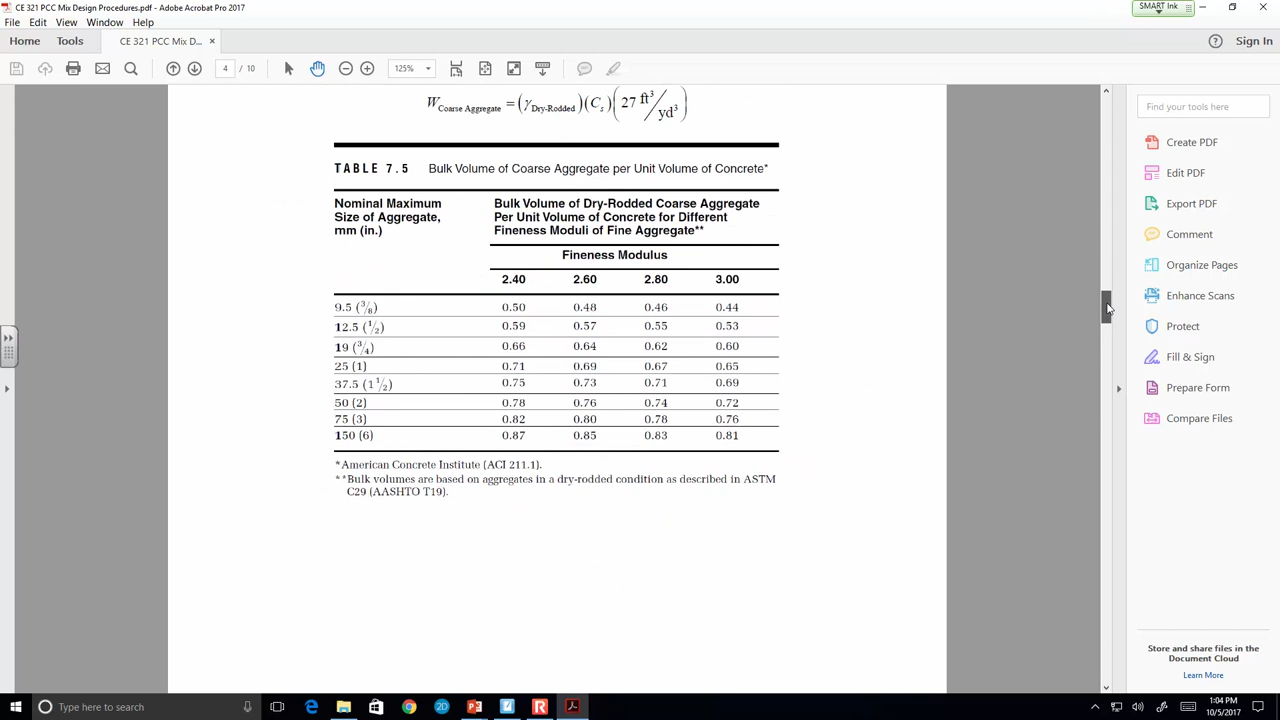 CE 321 PCC Mix Design Procedures.pdf - Adobe Acrobat Pro 2017
SMART Ink
File Edit View Window Help
Home Tools CE 321 PCC Mix D... × Sign In
4 / 10 125%
W Coarse Aggregate = (γ Dry-Rodded)(C s)(27 ft³/yd³)
TABLE 7.5 Bulk Volume of Coarse Aggregate per Unit Volume of Concrete*
Nominal Maximum
Size of Aggregate,
mm (in.)
Bulk Volume of Dry-Rodded Coarse Aggregate
Per Unit Volume of Concrete for Different
Fineness Moduli of Fine Aggregate**
Fineness Modulus
2.40 2.60 2.80 3.00
9.5 (3/8) 0.50 0.48 0.46 0.44
12.5 (1/2) 0.59 0.57 0.55 0.53
19 (3/4) 0.66 0.64 0.62 0.60
25 (1) 0.71 0.69 0.67 0.65
37.5 (1 1/2) 0.75 0.73 0.71 0.69
50 (2) 0.78 0.76 0.74 0.72
75 (3) 0.82 0.80 0.78 0.76
150 (6) 0.87 0.85 0.83 0.81
*American Concrete Institute (ACI 211.1).
**Bulk volumes are based on aggregates in a dry-rodded condition as described in ASTM
C29 (AASHTO T19).
Find your tools here
Create PDF
Edit PDF
Export PDF
Comment
Organize Pages
Enhance Scans
Protect
Fill & Sign
Prepare Form
Compare Files
Store and share files in the
Document Cloud
Learn More
Type here to search
1:04 PM
10/5/2017